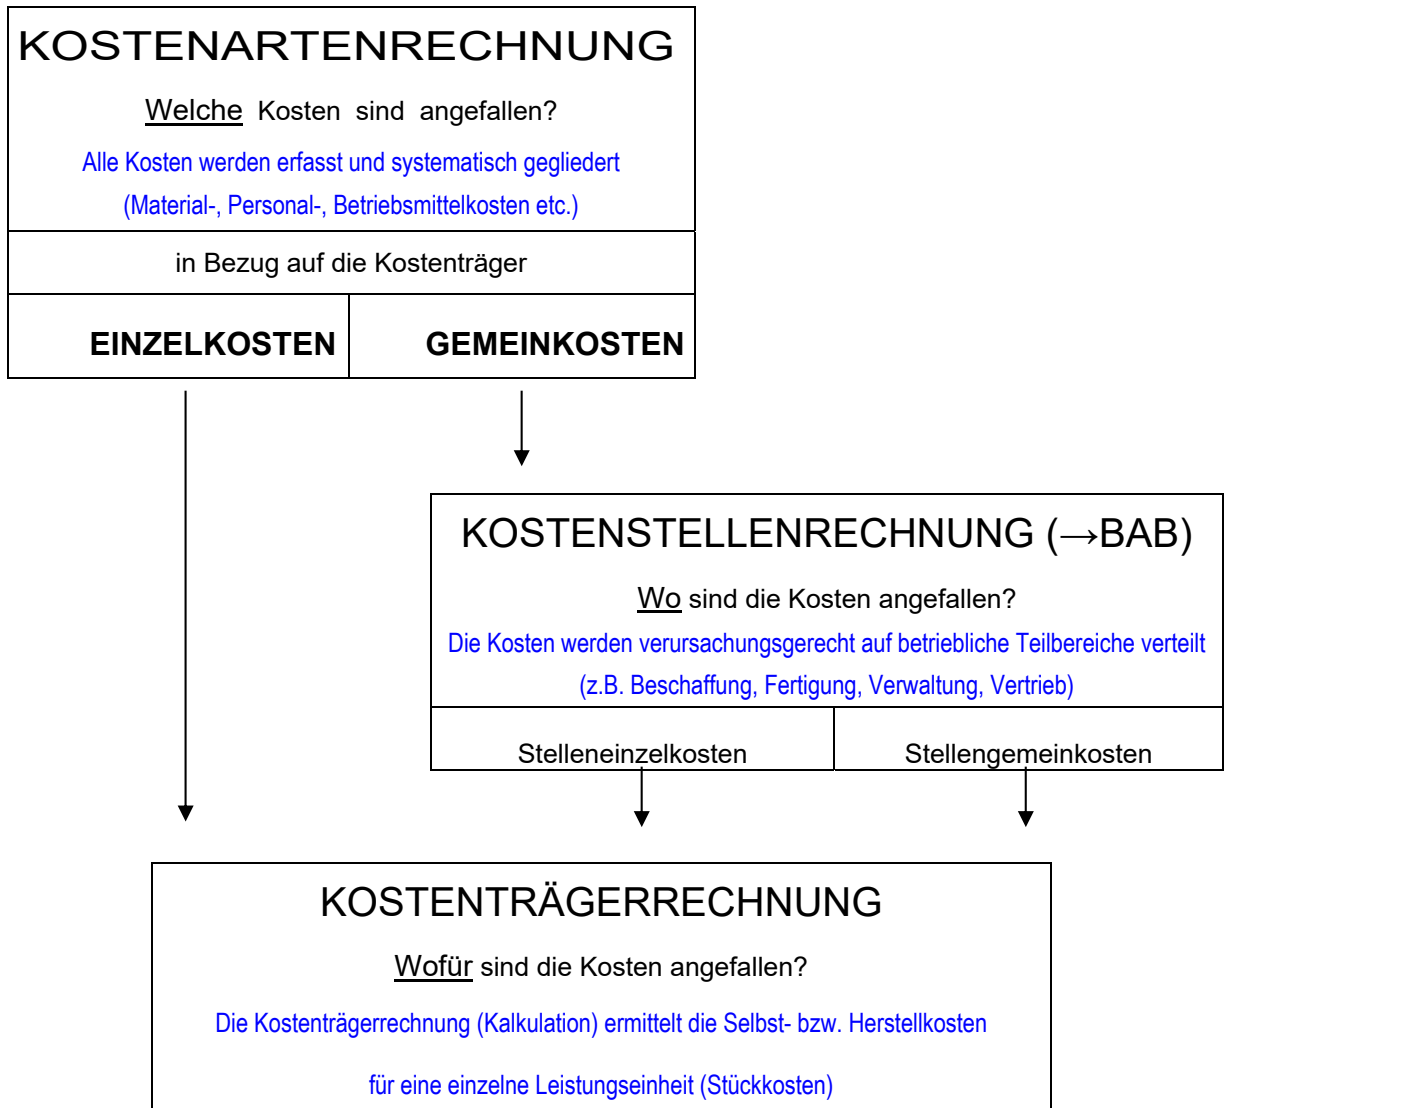 KOSTENARTENRECHNUNG
Welche Kosten sind angefallen?
Alle Kosten werden erfasst und systematisch gegliedert
(Material-, Personal-, Betriebsmittelkosten etc.)
in Bezug auf die Kostenträger
EINZELKOSTEN
GEMEINKOSTEN
KOSTENSTELLENRECHNUNG (→BAB)
Wo sind die Kosten angefallen?
Die Kosten werden verursachungsgerecht auf betriebliche Teilbereiche verteilt
(z.B. Beschaffung, Fertigung, Verwaltung, Vertrieb)
Stelleneinzelkosten
Stellengemeinkosten
KOSTENTRÄGERRECHNUNG
Wofür sind die Kosten angefallen?
Die Kostenträgerrechnung (Kalkulation) ermittelt die Selbst- bzw. Herstellkosten
für eine einzelne Leistungseinheit (Stückkosten)